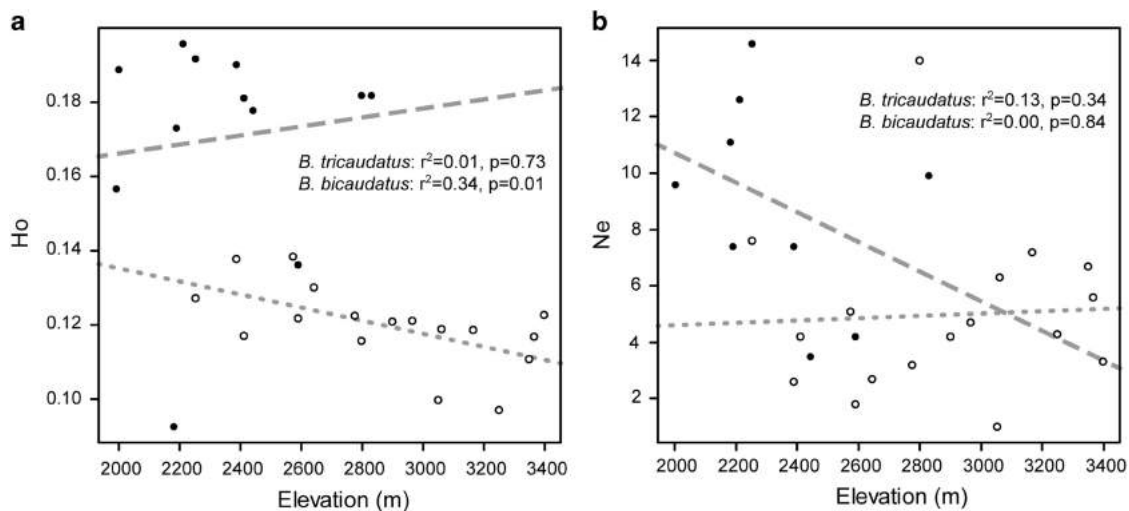 a
0.18
0.16
0.14
0.12
0.10
Ho
B. tricaudatus: r²=0.01, p=0.73
B. bicaudatus: r²=0.34, p=0.01
2000 2200 2400 2600 2800 3000 3200 3400
Elevation (m)
b
14
12
10
8
6
4
2
Ne
B. tricaudatus: r²=0.13, p=0.34
B. bicaudatus: r²=0.00, p=0.84
2000 2200 2400 2600 2800 3000 3200 3400
Elevation (m)